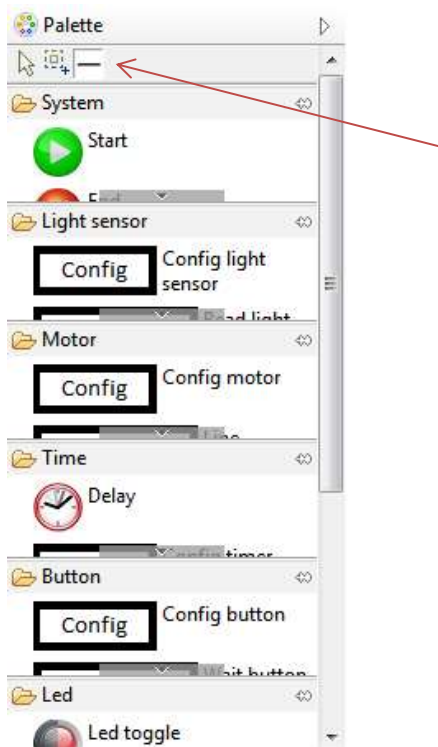 Palette
System
Start
Light sensor
Config
Config light
sensor
Motor
Config
Config motor
Time
Delay
Button
Config
Config button
Led
Led toggle